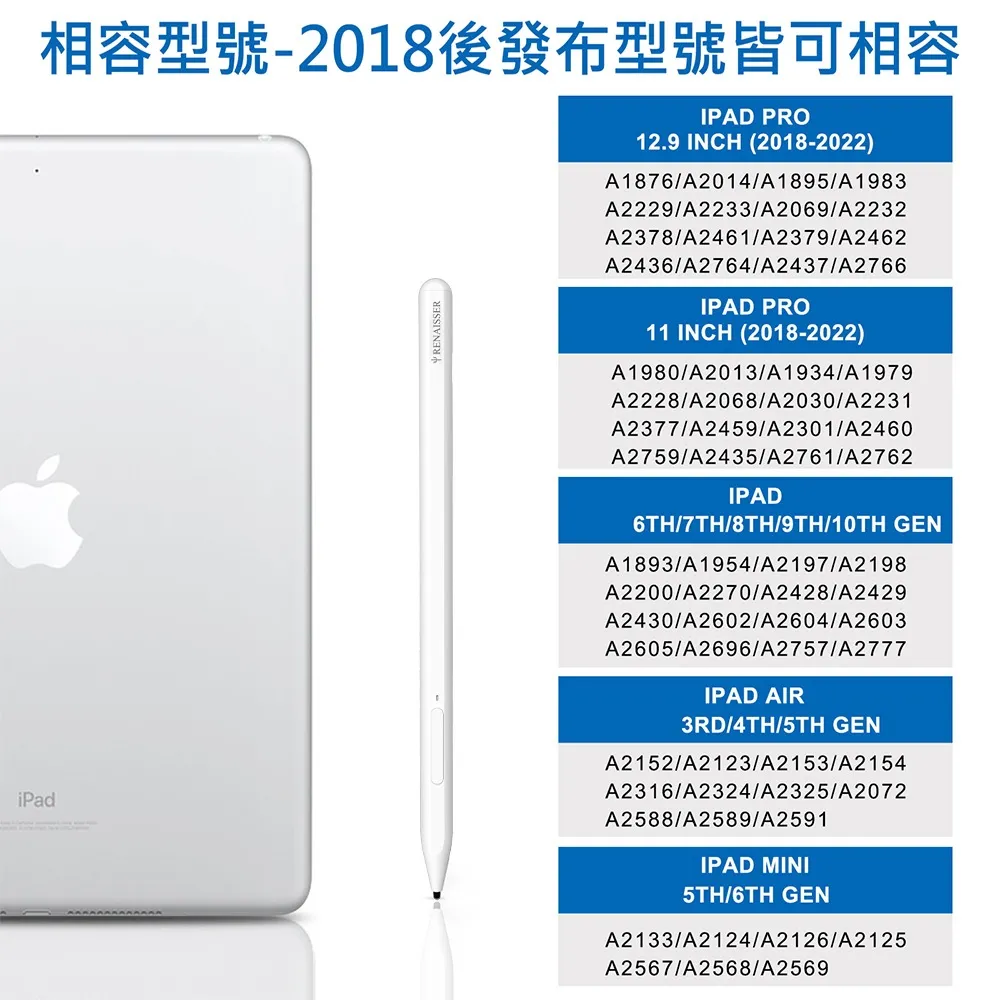 相容型號-2018後發布型號皆可相容
IPAD PRO
12.9 INCH (2018-2022)
A1876/A2014/A1895/A1983
A2229/A2233/A2069/A2232
A2378/A2461/A2379/A2462
A2436/A2764/A2437/A2766
IPAD PRO
11 INCH (2018-2022)
A1980/A2013/A1934/A1979
A2228/A2068/A2030/A2231
A2377/A2459/A2301/A2460
A2759/A2435/A2761/A2762
IPAD
6TH/7TH/8TH/9TH/10TH GEN
A1893/A1954/A2197/A2198
A2200/A2270/A2428/A2429
A2430/A2602/A2604/A2603
A2605/A2696/A2757/A2777
IPAD AIR
3RD/4TH/5TH GEN
A2152/A2123/A2153/A2154
A2316/A2324/A2325/A2072
A2588/A2589/A2591
IPAD MINI
5TH/6TH GEN
A2133/A2124/A2126/A2125
A2567/A2568/A2569
RENAISSER
iPad